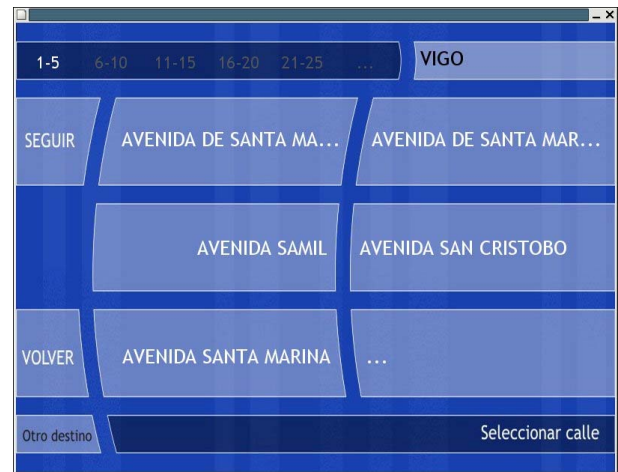 1-5 6-10 11-15 16-20 21-25 ... VIGO
SEGUIR AVENIDA DE SANTA MA... AVENIDA DE SANTA MAR...
AVENIDA SAMIL AVENIDA SAN CRISTOBO
VOLVER AVENIDA SANTA MARINA ...
Otro destino Seleccionar calle